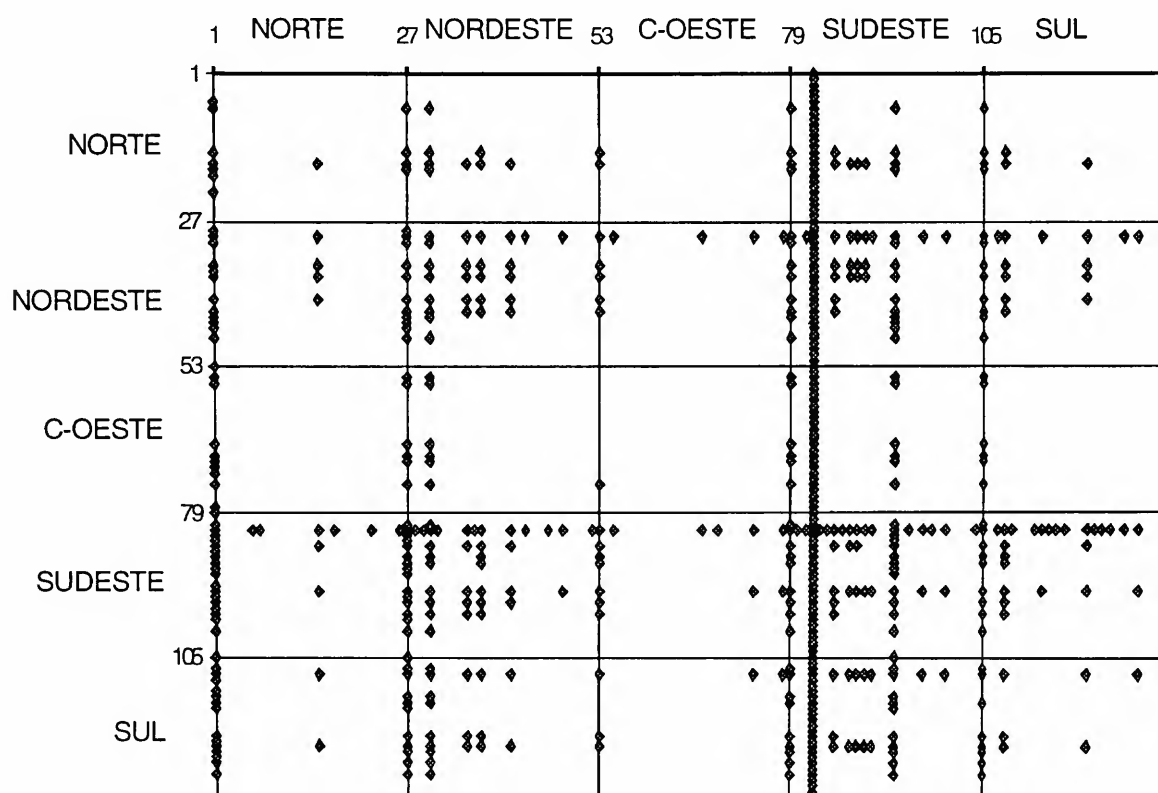 1 NORTE 27 NORDESTE 53 C-OESTE 79 SUDESTE 105 SUL
1
NORTE
27
NORDESTE
53
C-OESTE
79
SUDESTE
105
SUL